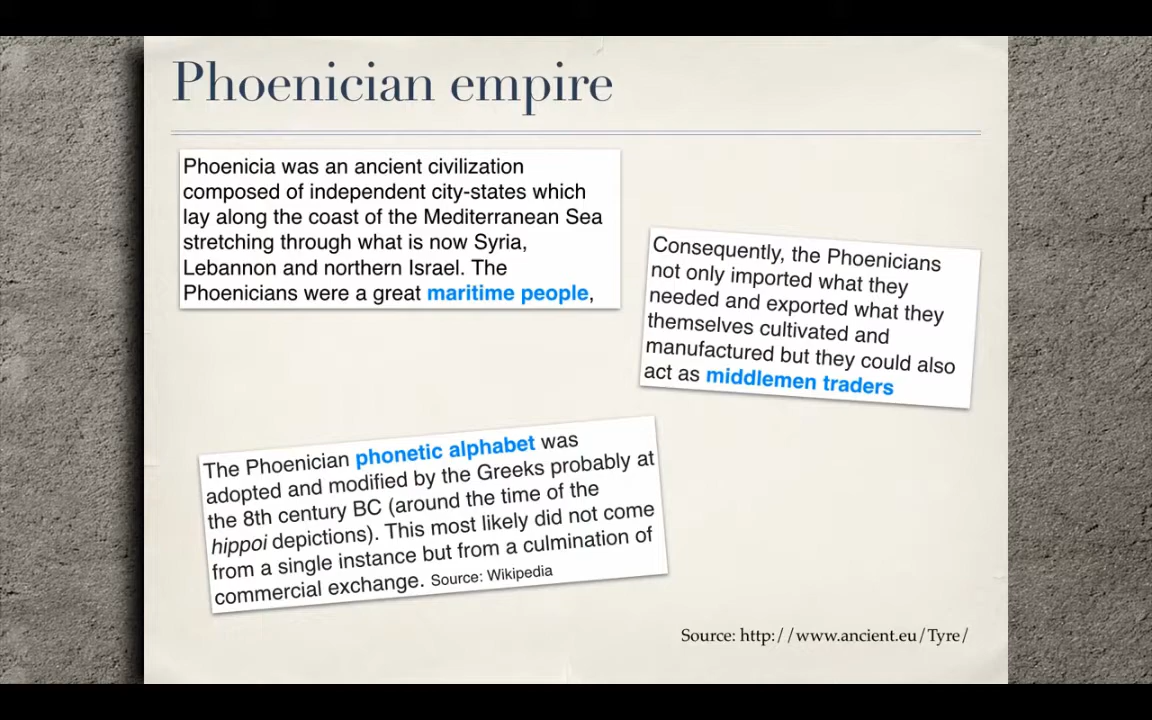 Phoenician empire
Phoenicia was an ancient civilization
composed of independent city-states which
lay along the coast of the Mediterranean Sea
stretching through what is now Syria,
Lebannon and northern Israel. The
Phoenicians were a great maritime people,
Consequently, the Phoenicians
not only imported what they
needed and exported what they
themselves cultivated and
manufactured but they could also
act as middlemen traders
The Phoenician phonetic alphabet was
adopted and modified by the Greeks probably at
the 8th century BC (around the time of the
hippoi depictions). This most likely did not come
from a single instance but from a culmination of
commercial exchange. Source: Wikipedia
Source: http://www.ancient.eu/Tyre/